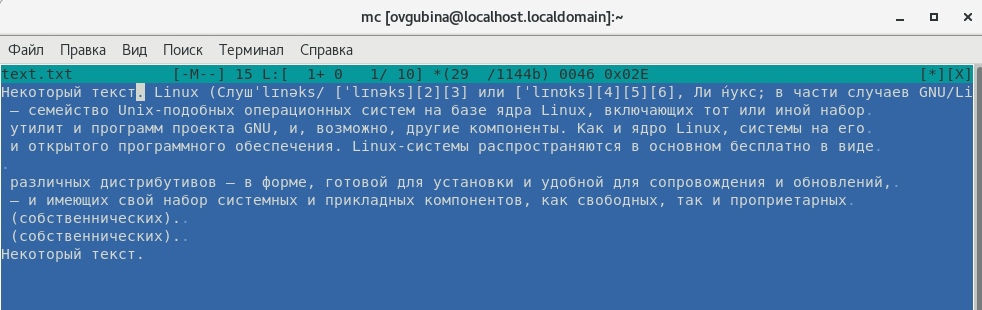 mc [ovgubina@localhost.localdomain]:~
Файл Правка Вид Поиск Терминал Справка
text.txt [-M--] 15 L:[ 1+ 0 1/ 10] *(29 /1144b) 0046 0x02E [*][X]
Некоторый текст. Linux (Слушˈlɪnəks/ [ˈlɪnəks][2][3] или [ˈlɪnʊks][4][5][6], Ли́нукс; в части случаев GNU/Li
— семейство Unix-подобных операционных систем на базе ядра Linux, включающих тот или иной набор.
утилит и программ проекта GNU, и, возможно, другие компоненты. Как и ядро Linux, системы на его.
и открытого программного обеспечения. Linux-системы распространяются в основном бесплатно в виде.
.
различных дистрибутивов — в форме, готовой для установки и удобной для сопровождения и обновлений,.
— и имеющих свой набор системных и прикладных компонентов, как свободных, так и проприетарных.
(собственнических)..
(собственнических)..
Некоторый текст.